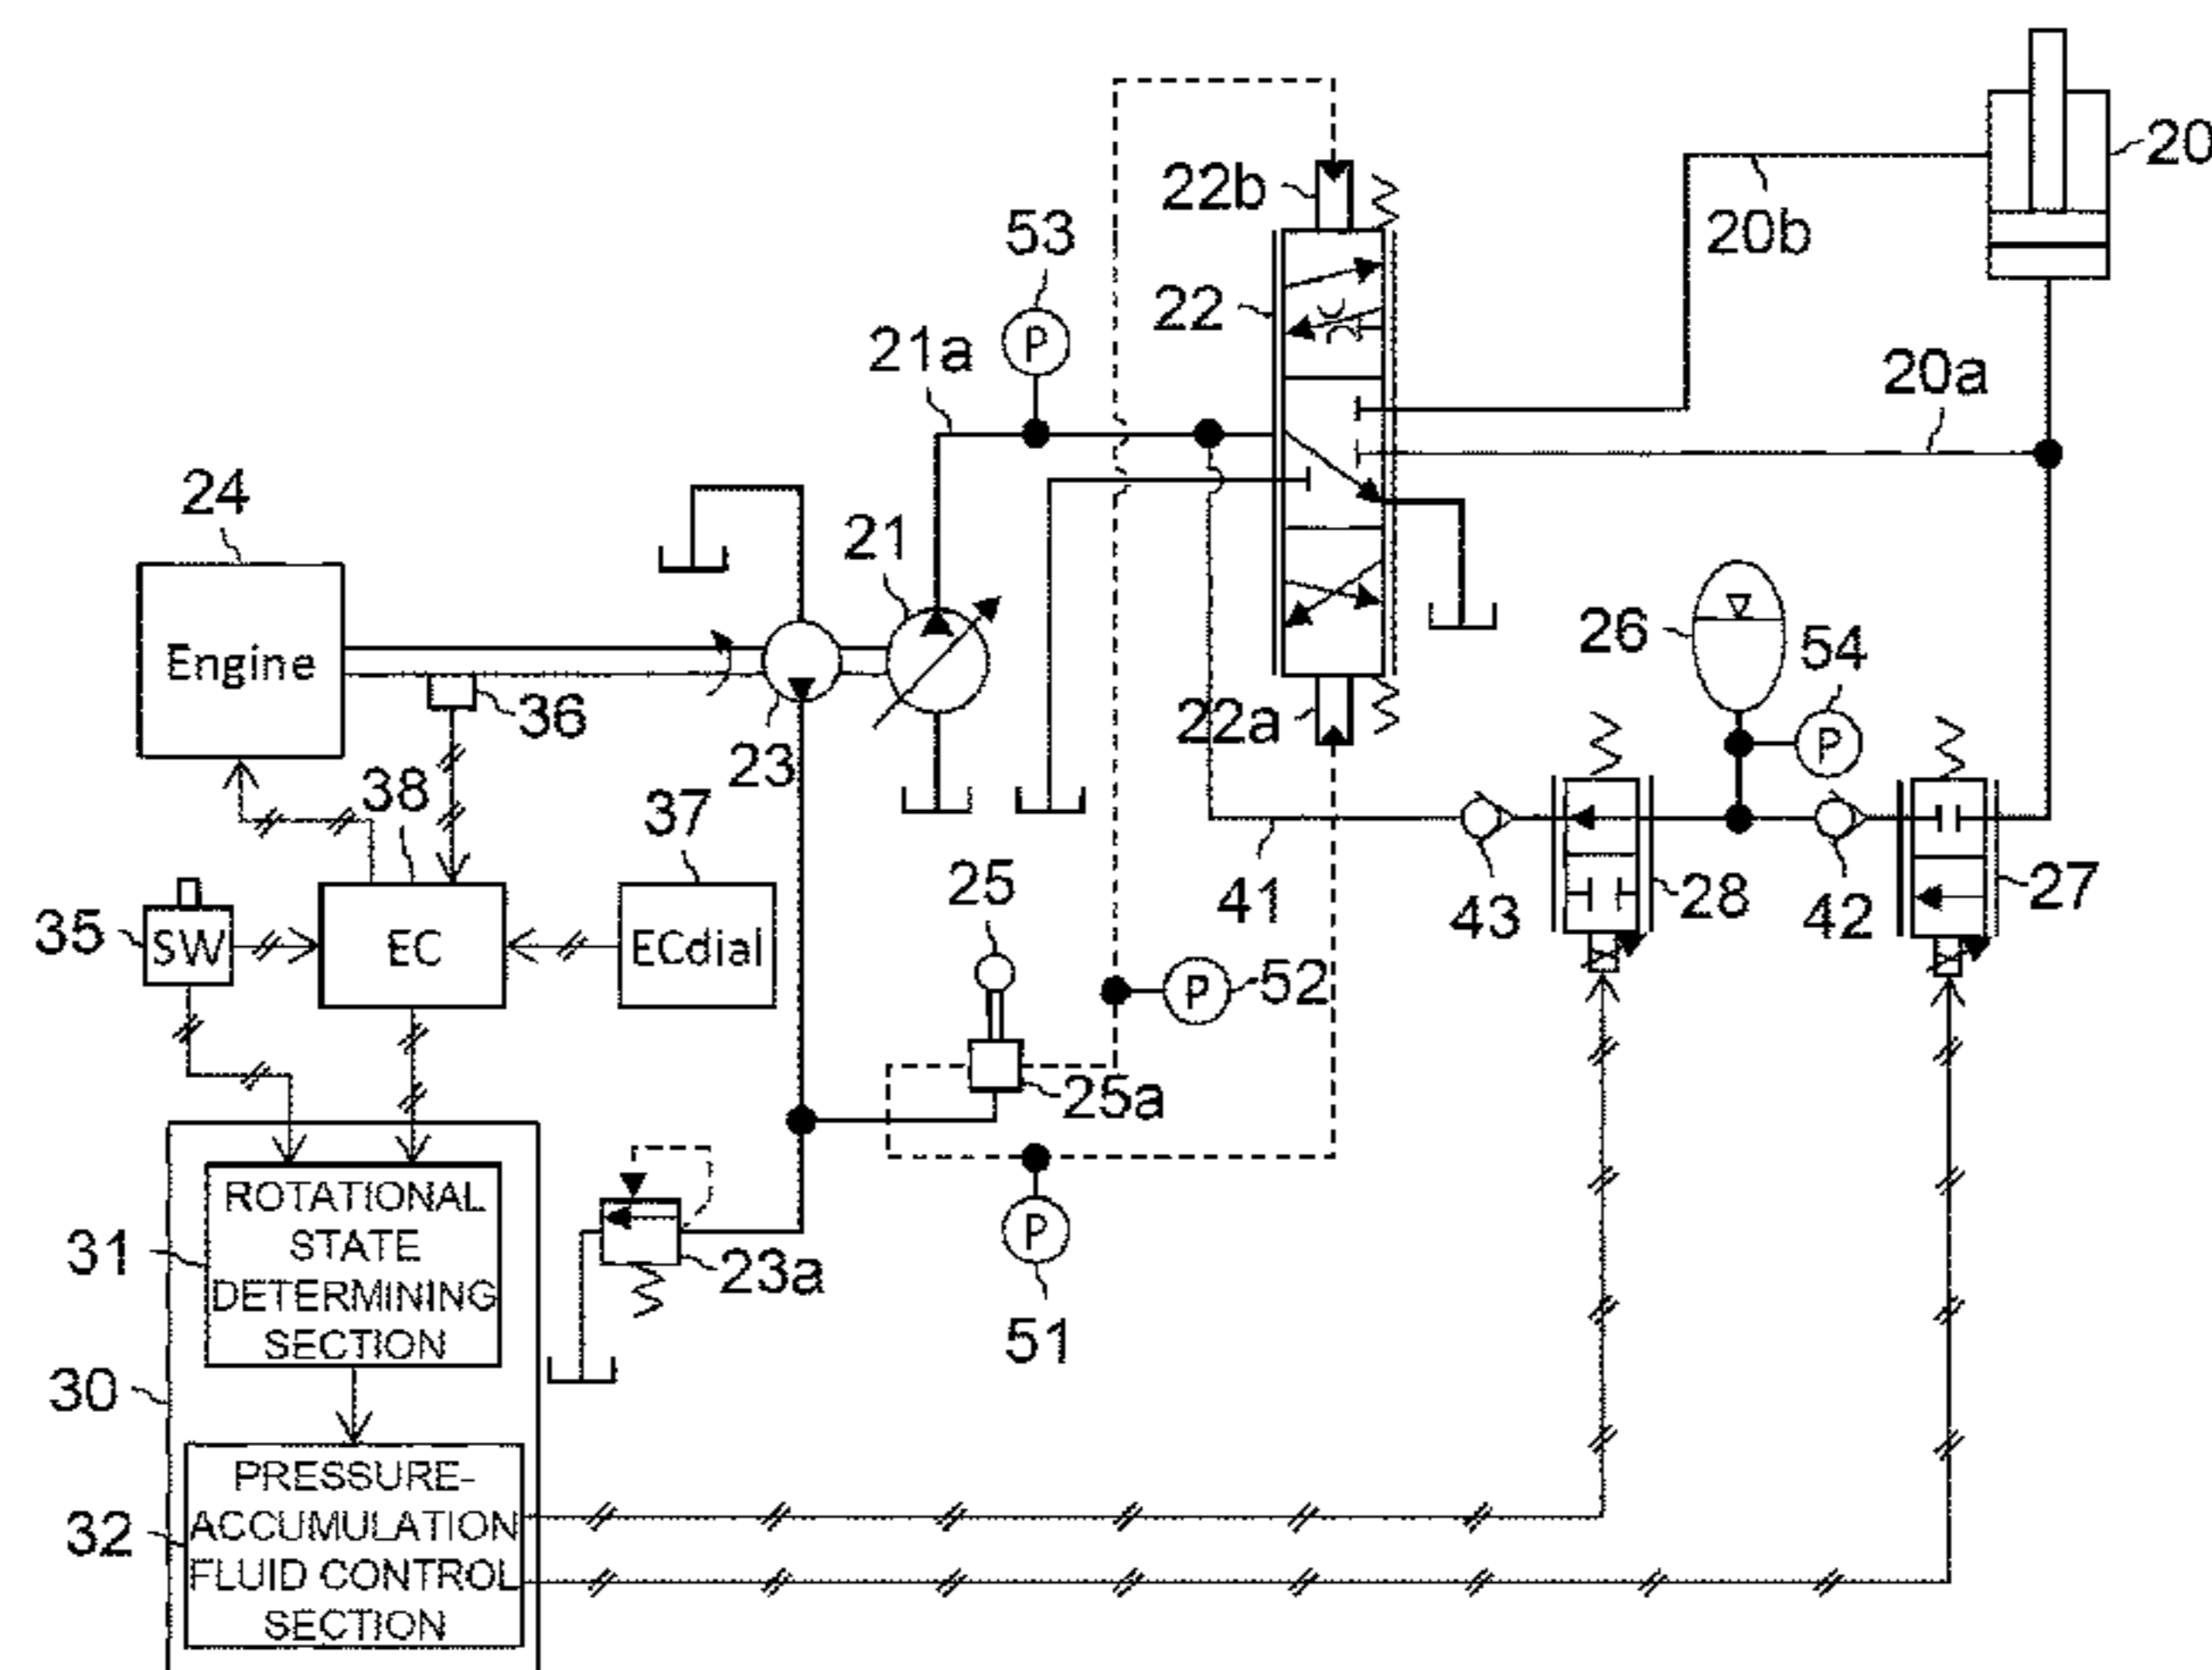 20
22b
20b
53
22
21a
20a
24
21
26
54
Engine
36
22a
23
38
37
25
41
43
28
42
27
35
SW
EC
ECdial
P
P
P
52
25a
ROTATIONAL
STATE
DETERMINING
SECTION
31
23a
P
51
30
PRESSURE-
ACCUMULATION
FLUID CONTROL
SECTION
32